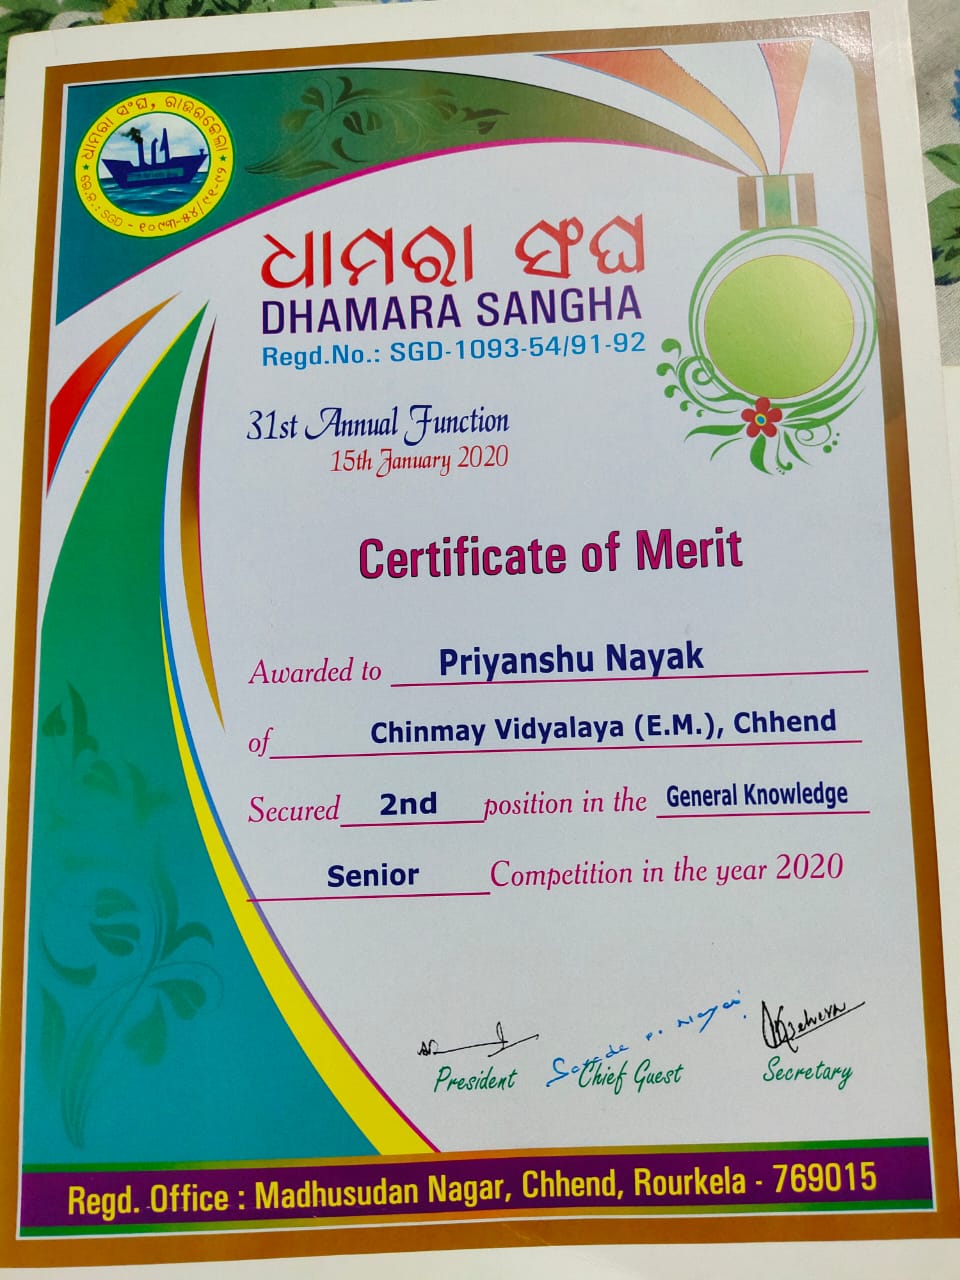 ଧାମରା ସଂଘ, ରାଉରକେଲା
ଧାମରା ସଂଘ
DHAMARA SANGHA
Regd.No.: SGD-1093-54/91-92
31st Annual Function
15th January 2020
Certificate of Merit
Awarded to Priyanshu Nayak
of Chinmay Vidyalaya (E.M.), Chhend
Secured 2nd position in the General Knowledge
Senior Competition in the year 2020
President
Chief Guest
Secretary
Regd. Office : Madhusudan Nagar, Chhend, Rourkela - 769015